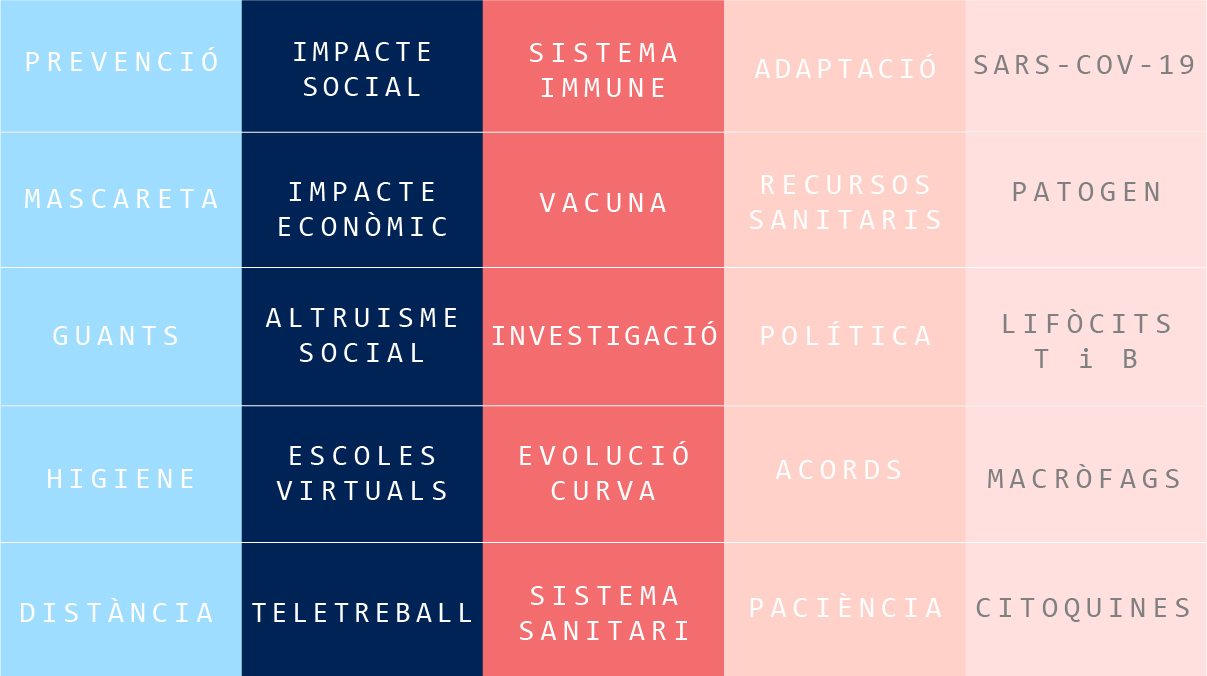 PREVENCIÓ
IMPACTE
SOCIAL
SISTEMA
IMMUNE
ADAPTACIÓ
SARS-COV-19
MASCARETA
IMPACTE
ECONÒMIC
VACUNA
RECURSOS
SANITARIS
PATOGEN
GUANTS
ALTRUISME
SOCIAL
INVESTIGACIÓ
POLÍTICA
LIFÒCITS
T i B
HIGIENE
ESCOLES
VIRTUALS
EVOLUCIÓ
CURVA
ACORDS
MACRÒFAGS
DISTÀNCIA
TELETREBALL
SISTEMA
SANITARI
PACIÈNCIA
CITOQUINES